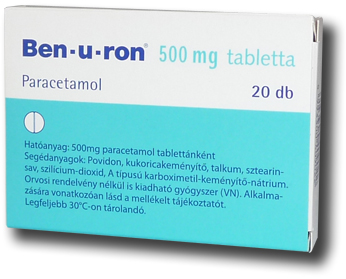 Ben-u-ron® 500 mg tabletta
Paracetamol
20 db
Hatóanyag: 500mg paracetamol tablettánként
Segédanyagok: Povidon, kukoricakeményítő, talkum, sztearin-
sav, szilícium-dioxid, A típusú karboximetil-keményítő-nátrium.
Orvosi rendelvény nélkül is kiadható gyógyszer (VN). Alkalma-
zására vonatkozóan lásd a mellékelt tájékoztatót.
Legfeljebb 30°C-on tárolandó.